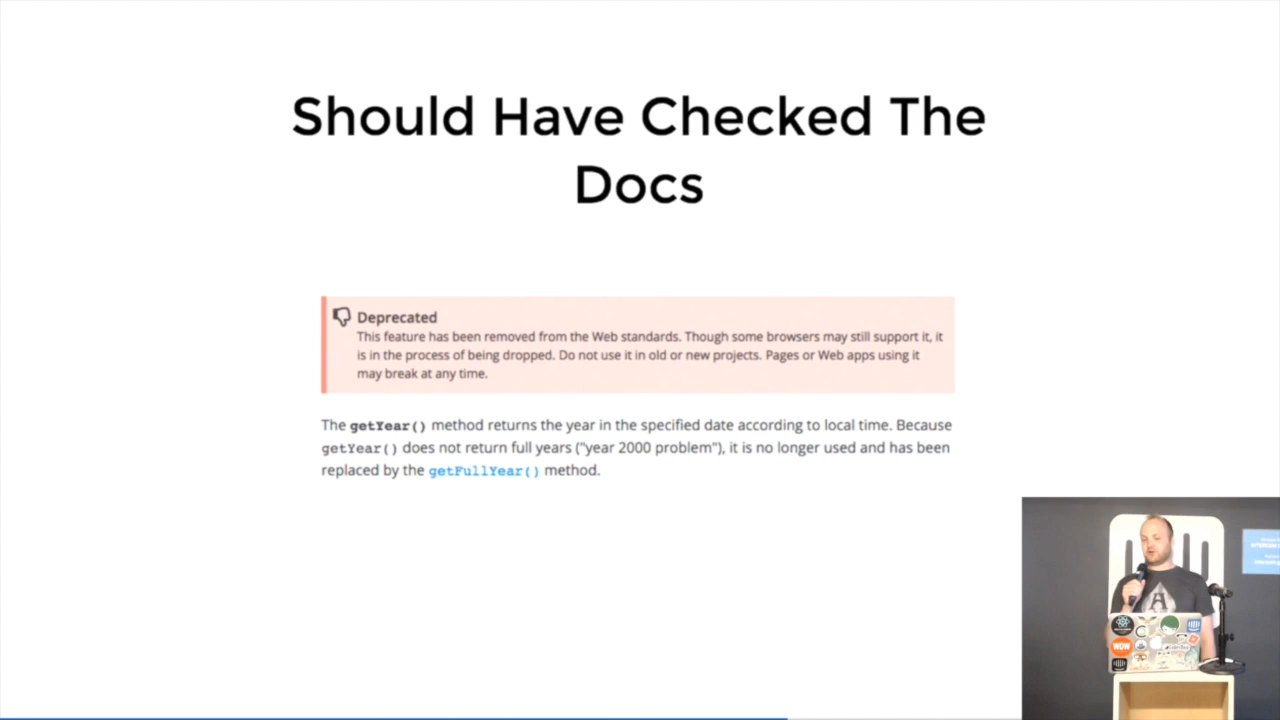 Should Have Checked The
Docs
Deprecated
This feature has been removed from the Web standards. Though some browsers may still support it, it
is in the process of being dropped. Do not use it in old or new projects. Pages or Web apps using it
may break at any time.
The getYear() method returns the year in the specified date according to local time. Because
getYear() does not return full years ("year 2000 problem"), it is no longer used and has been
replaced by the getFullYear() method.
A
WDW